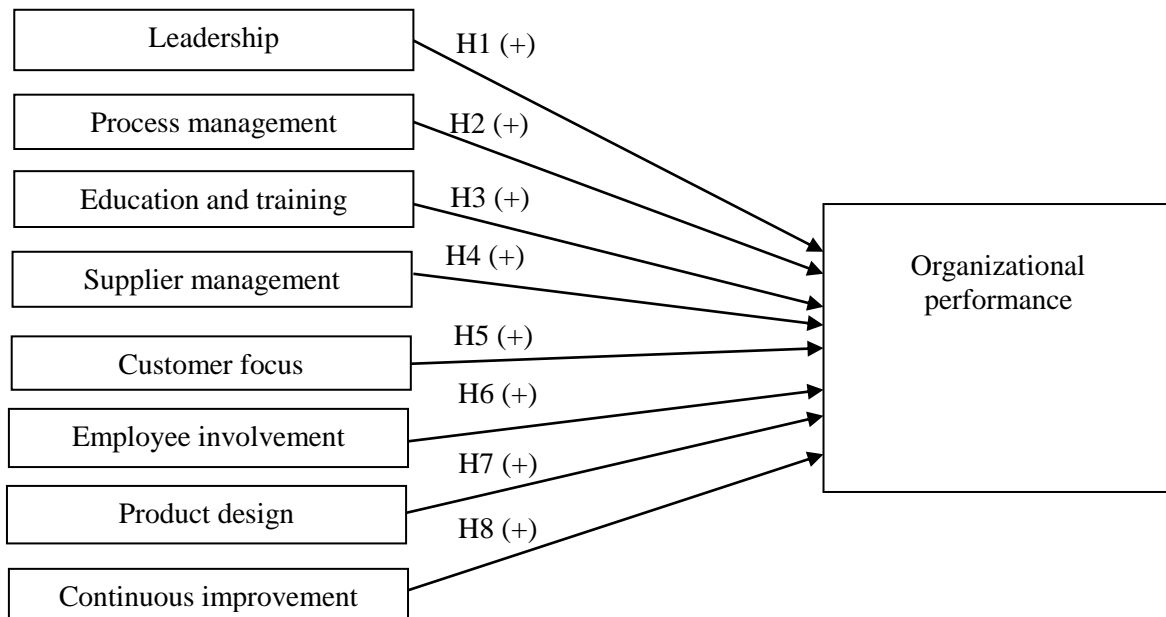 Leadership
H1 (+)
Process management
H2 (+)
Education and training
H3 (+)
Supplier management
H4 (+)
Customer focus
H5 (+)
Employee involvement
H6 (+)
Product design
H7 (+)
Continuous improvement
H8 (+)
Organizational
performance